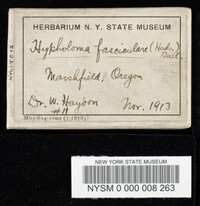 HERBARIUM N. Y. STATE MUSEUM
Hypholoma fasciculare (Huds.)
Marshfield, Oregon
Dr. W. Haydon Nov. 1913
#11
NEW YORK STATE MUSEUM
NYSM 0 000 008 263